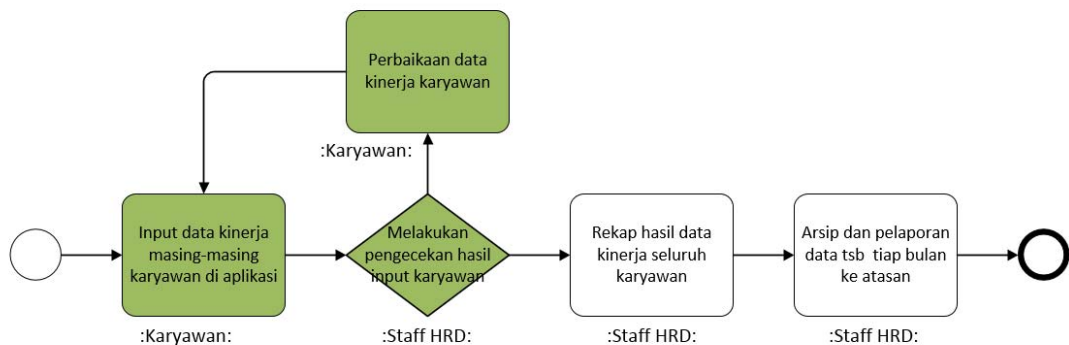 Perbaikaan data
kinerja karyawan
:Karyawan:
Input data kinerja
masing-masing
karyawan di aplikasi
:Karyawan:
Melakukan
pengecekan hasil
input karyawan
:Staff HRD:
Rekap hasil data
kinerja seluruh
karyawan
:Staff HRD:
Arsip dan pelaporan
data tsb tiap bulan
ke atasan
:Staff HRD: